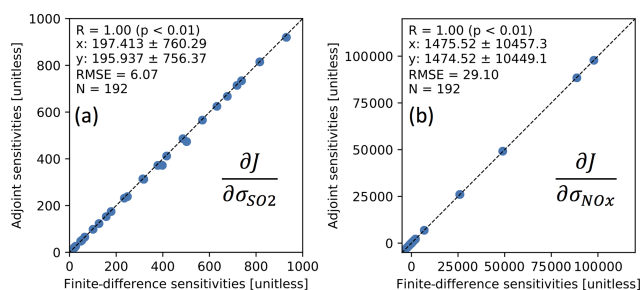 R = 1.00 (p < 0.01)
x: 197.413 ± 760.29
y: 195.937 ± 756.37
RMSE = 6.07
N = 192
(a)
∂J
∂σSO2
1000
800
600
400
200
0
0 200 400 600 800 1000
Adjoint sensitivities [unitless]
Finite-difference sensitivities [unitless]
R = 1.00 (p < 0.01)
x: 1475.52 ± 10457.3
y: 1474.52 ± 10449.1
RMSE = 29.10
N = 192
(b)
∂J
∂σNOx
100000
75000
50000
25000
0
0 25000 50000 75000 100000
Adjoint sensitivities [unitless]
Finite-difference sensitivities [unitless]